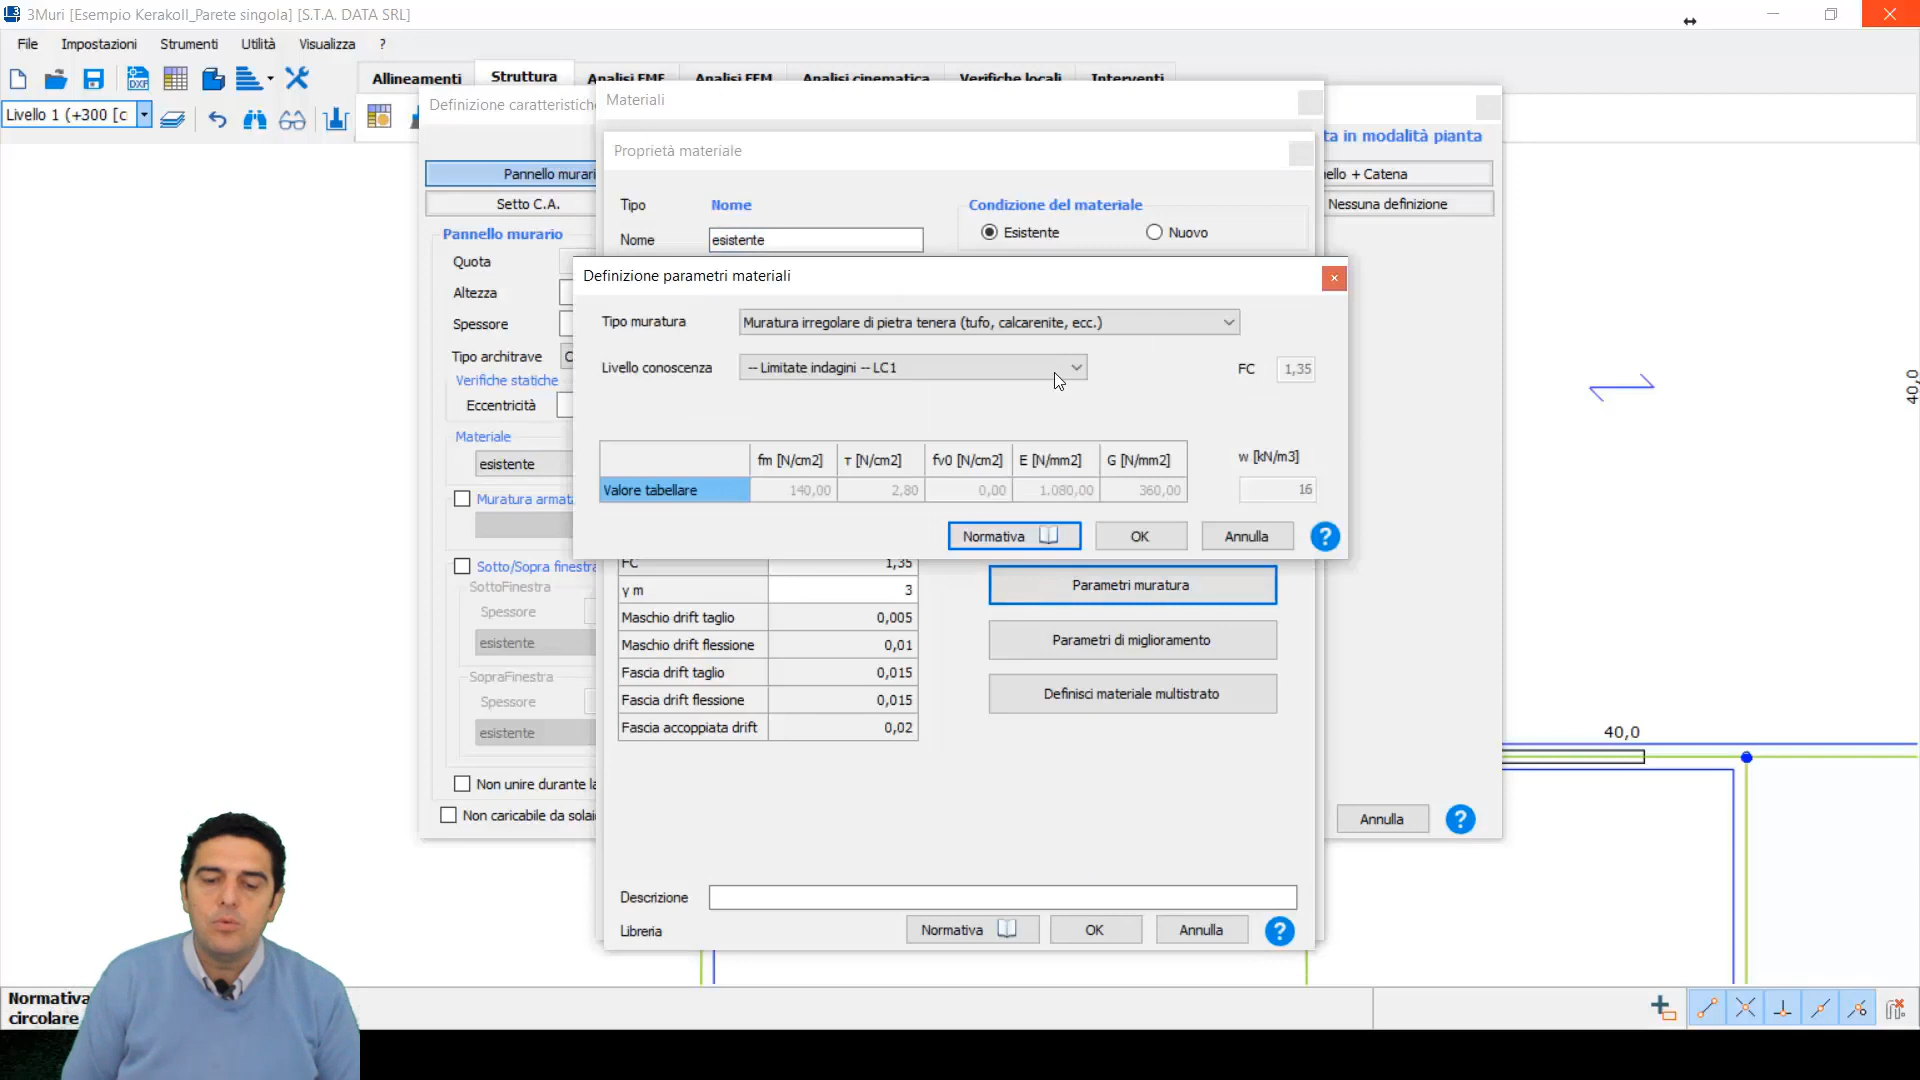 3Muri [Esempio Kerakoll_Parete singola] [S.T.A. DATA SRL]
File Impostazioni Strumenti Utilità Visualizza ?
DXF
Allineamenti Struttura Analisi EMF Analisi FEM Analisi cinematica Verifiche locali Interventi
Livello 1 (+300 [c
Definizione caratteristiche
Materiali
ta in modalità pianta
Pannello murari
ello + Catena
Setto C.A.
Nessuna definizione
Pannello murario
Quota
Altezza
Spessore
Tipo architrave C
Verifiche statiche
Eccentricità
Materiale
esistente
Muratura armat
Sotto/Sopra finestra
SottoFinestra
Spessore
esistente
SopraFinestra
Spessore
esistente
Non unire durante la
Non caricabile da solai
Annulla ?
Proprietà materiale
Tipo Nome Condizione del materiale
Nome esistente Esistente Nuovo
Definizione parametri materiali
Tipo muratura Muratura irregolare di pietra tenera (tufo, calcarenite, ecc.)
Livello conoscenza -- Limitate indagini -- LC1 FC 1,35
fm [N/cm2] τ [N/cm2] fv0 [N/cm2] E [N/mm2] G [N/mm2] w [kN/m3]
Valore tabellare 140,00 2,80 0,00 1.080,00 360,00 16
Normativa OK Annulla ?
FC 1,35
γ m 3
Maschio drift taglio 0,005
Maschio drift flessione 0,01
Fascia drift taglio 0,015
Fascia drift flessione 0,015
Fascia accoppiata drift 0,02
Parametri muratura
Parametri di miglioramento
Definisci materiale multistrato
Descrizione
Libreria Normativa OK Annulla ?
40,0
40,0
Normativa
circolare